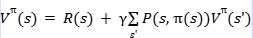 V^π(s) = R(s) + γ∑_{s'} P(s, π(s))V^π(s')